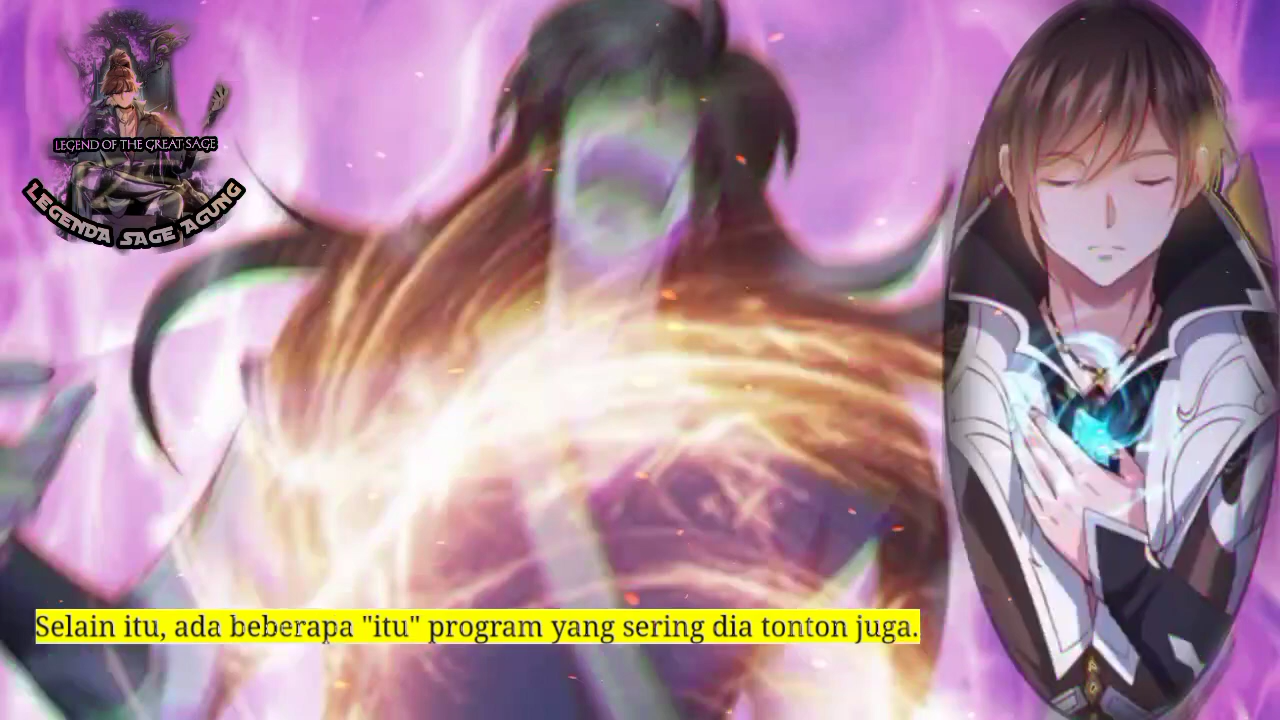 LEGEND OF THE GREAT SAGE
LEGENDA SAGE AGUNG
Selain itu, ada beberapa "itu" program yang sering dia tonton juga.